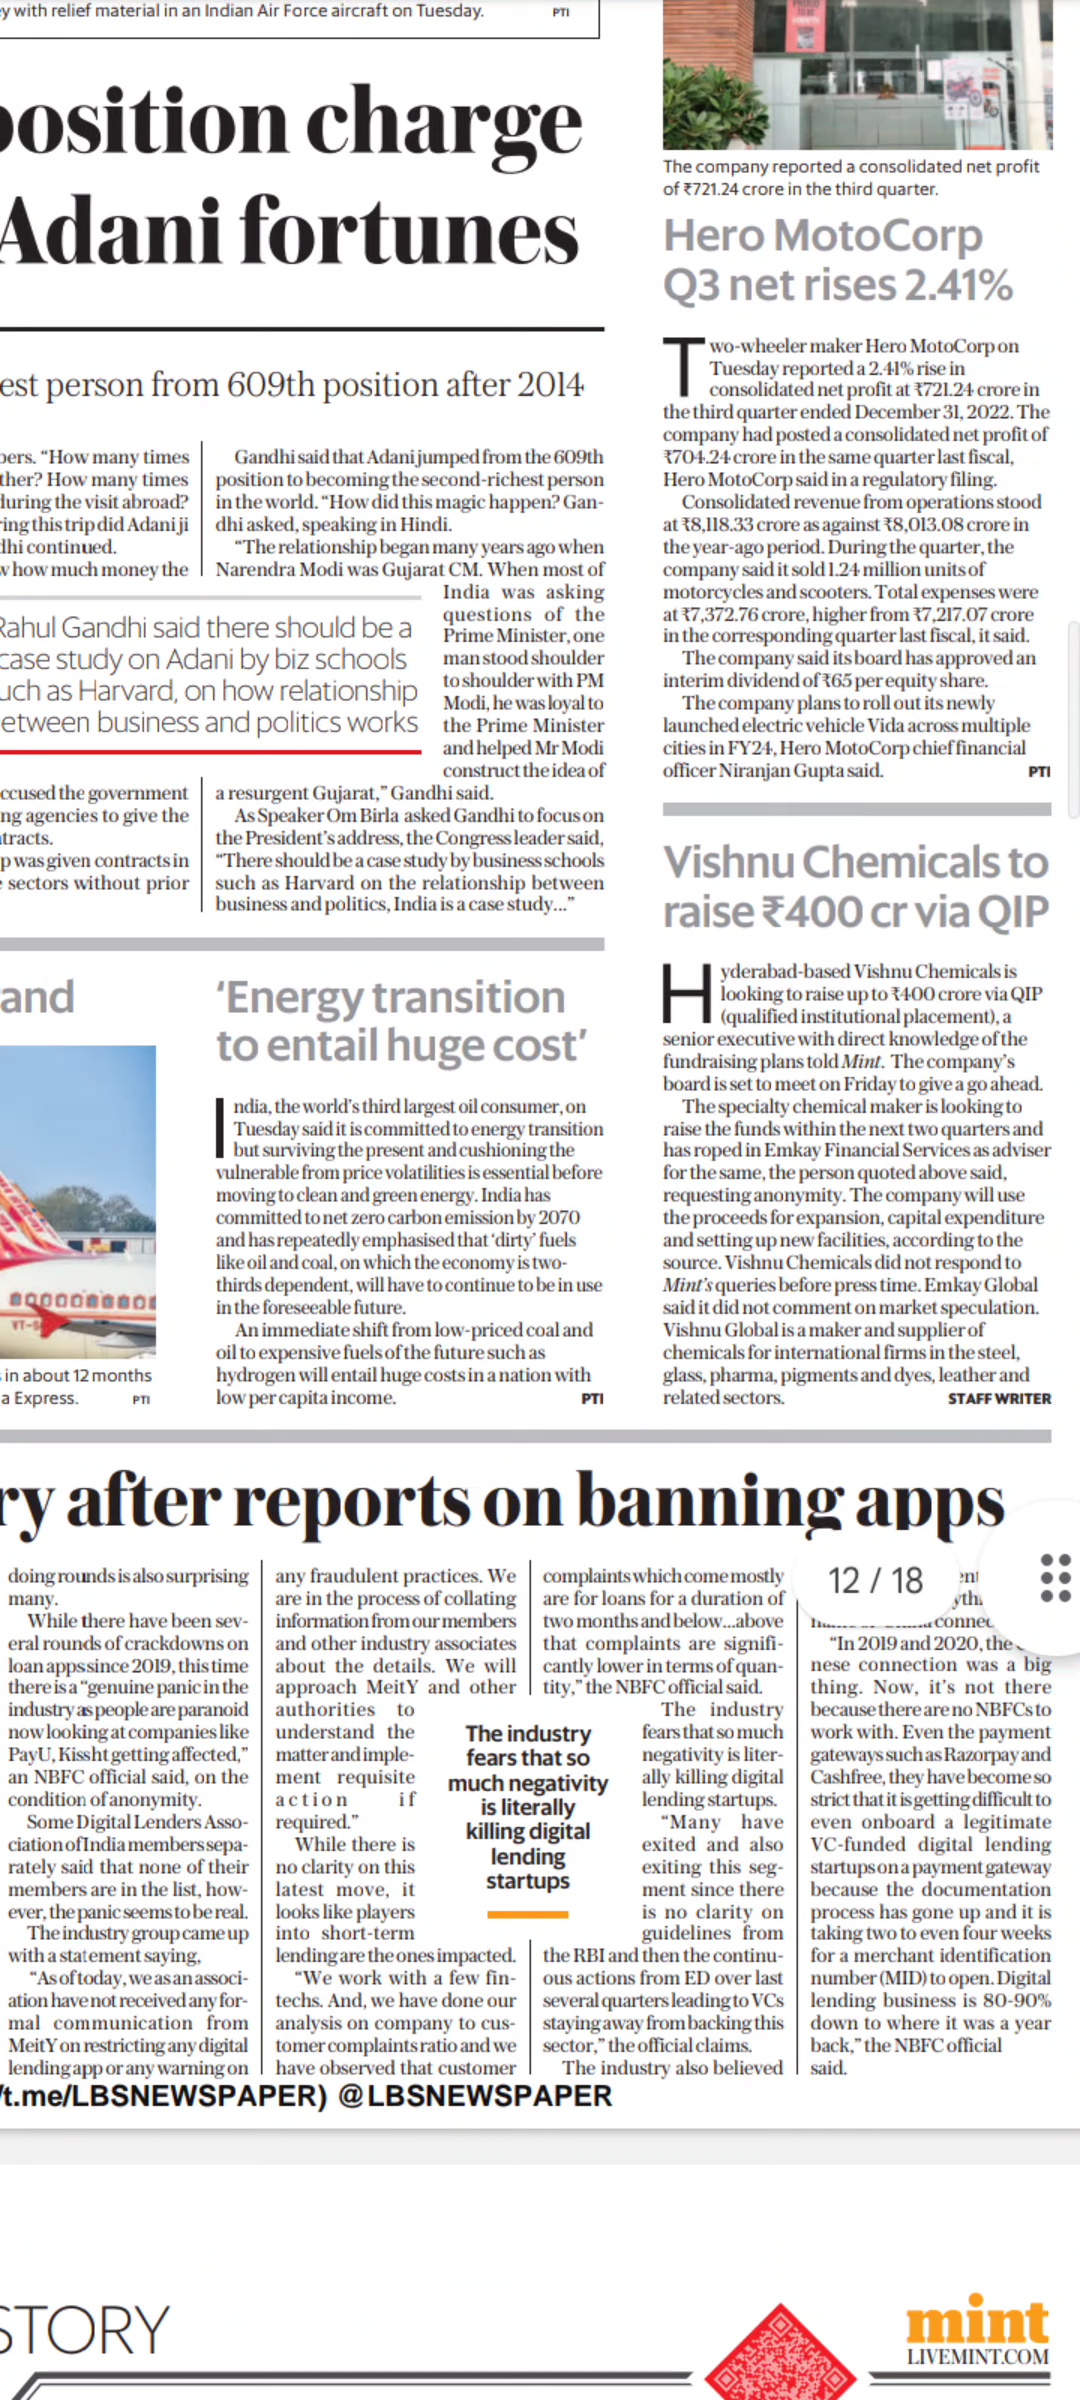 y with relief material in an Indian Air Force aircraft on Tuesday. PTI
position charge
Adani fortunes
est person from 609th position after 2014
bers. “How many times
ther? How many times
during the visit abroad?
ring this trip did Adani ji
dhi continued.
w how much money the
Rahul Gandhi said there should be a
case study on Adani by biz schools
uch as Harvard, on how relationship
etween business and politics works
ccused the government
ng agencies to give the
tracts.
p was given contracts in
e sectors without prior
Gandhi said that Adani jumped from the 609th
position to becoming the second-richest person
in the world. “How did this magic happen? Gan-
dhi asked, speaking in Hindi.
“The relationship began many years ago when
Narendra Modi was Gujarat CM. When most of
India was asking
questions of the
Prime Minister, one
man stood shoulder
to shoulder with PM
Modi, he was loyal to
the Prime Minister
and helped Mr Modi
construct the idea of
a resurgent Gujarat,” Gandhi said.
As Speaker Om Birla asked Gandhi to focus on
the President’s address, the Congress leader said,
“There should be a case study by business schools
such as Harvard on the relationship between
business and politics, India is a case study...”
The company reported a consolidated net profit
of ₹721.24 crore in the third quarter.
Hero MotoCorp
Q3 net rises 2.41%
Two-wheeler maker Hero MotoCorp on
Tuesday reported a 2.41% rise in
consolidated net profit at ₹721.24 crore in
the third quarter ended December 31, 2022. The
company had posted a consolidated net profit of
₹704.24 crore in the same quarter last fiscal,
Hero MotoCorp said in a regulatory filing.
Consolidated revenue from operations stood
at ₹8,118.33 crore as against ₹8,013.08 crore in
the year-ago period. During the quarter, the
company said it sold 1.24 million units of
motorcycles and scooters. Total expenses were
at ₹7,372.76 crore, higher from ₹7,217.07 crore
in the corresponding quarter last fiscal, it said.
The company said its board has approved an
interim dividend of ₹65 per equity share.
The company plans to roll out its newly
launched electric vehicle Vida across multiple
cities in FY24, Hero MotoCorp chief financial
officer Niranjan Gupta said. PTI
Vishnu Chemicals to
raise ₹400 cr via QIP
Hyderabad-based Vishnu Chemicals is
looking to raise up to ₹400 crore via QIP
(qualified institutional placement), a
senior executive with direct knowledge of the
fundraising plans told Mint. The company’s
board is set to meet on Friday to give a go ahead.
The specialty chemical maker is looking to
raise the funds within the next two quarters and
has roped in Emkay Financial Services as adviser
for the same, the person quoted above said,
requesting anonymity. The company will use
the proceeds for expansion, capital expenditure
and setting up new facilities, according to the
source. Vishnu Chemicals did not respond to
Mint’s queries before press time. Emkay Global
said it did not comment on market speculation.
Vishnu Global is a maker and supplier of
chemicals for international firms in the steel,
glass, pharma, pigments and dyes, leather and
related sectors. STAFF WRITER
and
VT-S
in about 12 months
a Express. PTI
‘Energy transition
to entail huge cost’
India, the world’s third largest oil consumer, on
Tuesday said it is committed to energy transition
but surviving the present and cushioning the
vulnerable from price volatilities is essential before
moving to clean and green energy. India has
committed to net zero carbon emission by 2070
and has repeatedly emphasised that ‘dirty’ fuels
like oil and coal, on which the economy is two-
thirds dependent, will have to continue to be in use
in the foreseeable future.
An immediate shift from low-priced coal and
oil to expensive fuels of the future such as
hydrogen will entail huge costs in a nation with
low per capita income. PTI
ry after reports on banning apps
doing rounds is also surprising
many.
While there have been sev-
eral rounds of crackdowns on
loan apps since 2019, this time
there is a “genuine panic in the
industry as people are paranoid
now looking at companies like
PayU, Kissht getting affected,”
an NBFC official said, on the
condition of anonymity.
Some Digital Lenders Asso-
ciation of India members sepa-
rately said that none of their
members are in the list, how-
ever, the panic seems to be real.
The industry group came up
with a statement saying,
“As of today, we as an associ-
ation have not received any for-
mal communication from
MeitY on restricting any digital
lending app or any warning on
any fraudulent practices. We
are in the process of collating
information from our members
and other industry associates
about the details. We will
approach MeitY and other
authorities to
understand the
matter and imple-
ment requisite
action if
required.”
While there is
no clarity on this
latest move, it
looks like players
into short-term
lending are the ones impacted.
“We work with a few fin-
techs. And, we have done our
analysis on company to cus-
tomer complaints ratio and we
have observed that customer
The industry
fears that so
much negativity
is literally
killing digital
lending
startups
complaints which come mostly
are for loans for a duration of
two months and below...above
that complaints are signifi-
cantly lower in terms of quan-
tity,” the NBFC official said.
The industry
fears that so much
negativity is liter-
ally killing digital
lending startups.
“Many have
exited and also
exiting this seg-
ment since there
is no clarity on
guidelines from
the RBI and then the continu-
ous actions from ED over last
several quarters leading to VCs
staying away from backing this
sector,” the official claims.
The industry also believed
12 / 18
“In 2019 and 2020, the
nese connection was a big
thing. Now, it’s not there
because there are no NBFCs to
work with. Even the payment
gateways such as Razorpay and
Cashfree, they have become so
strict that it is getting difficult to
even onboard a legitimate
VC-funded digital lending
startups on a payment gateway
because the documentation
process has gone up and it is
taking two to even four weeks
for a merchant identification
number (MID) to open. Digital
lending business is 80-90%
down to where it was a year
back,” the NBFC official
said.
/t.me/LBSNEWSPAPER) @LBSNEWSPAPER
STORY
mint
LIVEMINT.COM